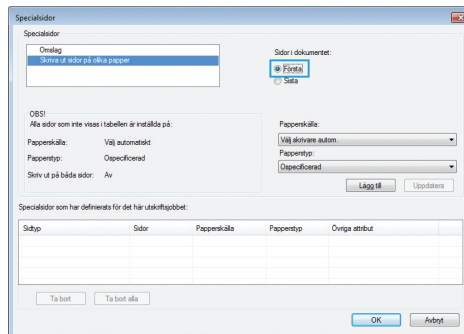 Specialsidor
Specialsidor
Omslag
Skriva ut sidor på olika papper
Sidor i dokumentet:
Första
Sista
OBS!
Alla sidor som inte visas i tabellen är inställda på:
Papperskälla: Välj automatiskt
Papperstyp: Ospecificerad
Skriv ut på båda sidor: Av
Papperskälla:
Välj skrivare autom.
Papperstyp:
Ospecificerad
Lägg till Uppdatera
Specialsidor som har definierats för det här utskriftsjobbet:
Sidtyp Sidor Papperskälla Papperstyp Övriga attribut
Ta bort Ta bort alla
OK Avbryt